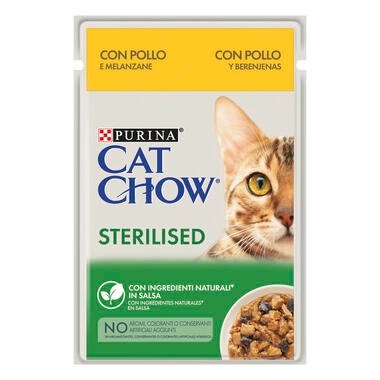 CON POLLO
E MELANZANE
CON POLLO
Y BERENJENAS
PURINA
CAT
CHOW®
STERILISED
CON INGREDIENTI NATURALI*
IN SALSA
CON INGREDIENTES NATURALES*
EN SALSA
NO AROMI, COLORANTI O CONSERVANTI
ARTIFICIALI AGGIUNTI